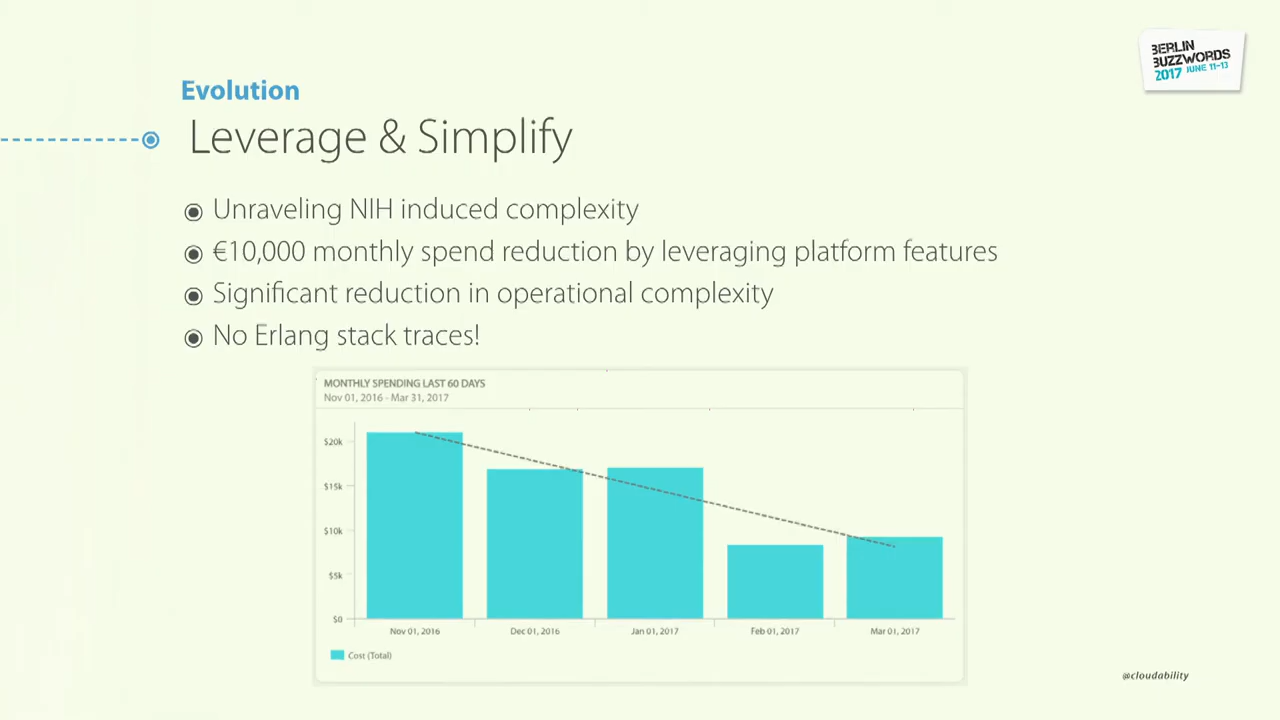 BERLIN
BUZZWORDS
2017 JUNE 11-13
Evolution
Leverage & Simplify
Unraveling NIH induced complexity
€10,000 monthly spend reduction by leveraging platform features
Significant reduction in operational complexity
No Erlang stack traces!
MONTHLY SPENDING LAST 60 DAYS
Nov 01, 2016 - Mar 31, 2017
$20k
$15k
$10k
$5k
$0
Nov 01, 2016 Dec 01, 2016 Jan 01, 2017 Feb 01, 2017 Mar 01, 2017
Cost (Total)
@cloudability